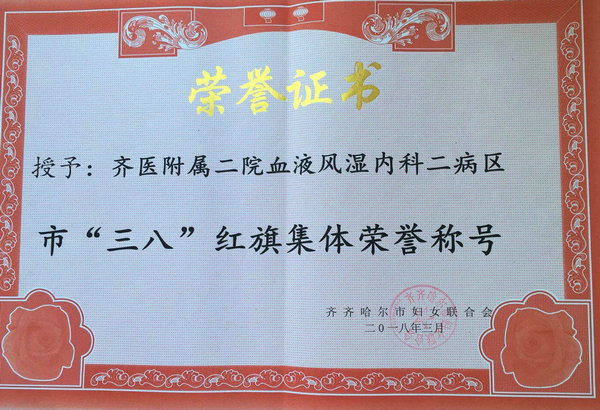 荣誉证书
授予：齐医附属二院血液风湿内科二病区
市“三八”红旗集体荣誉称号
齐齐哈尔市妇女联合会
二０一八年三月